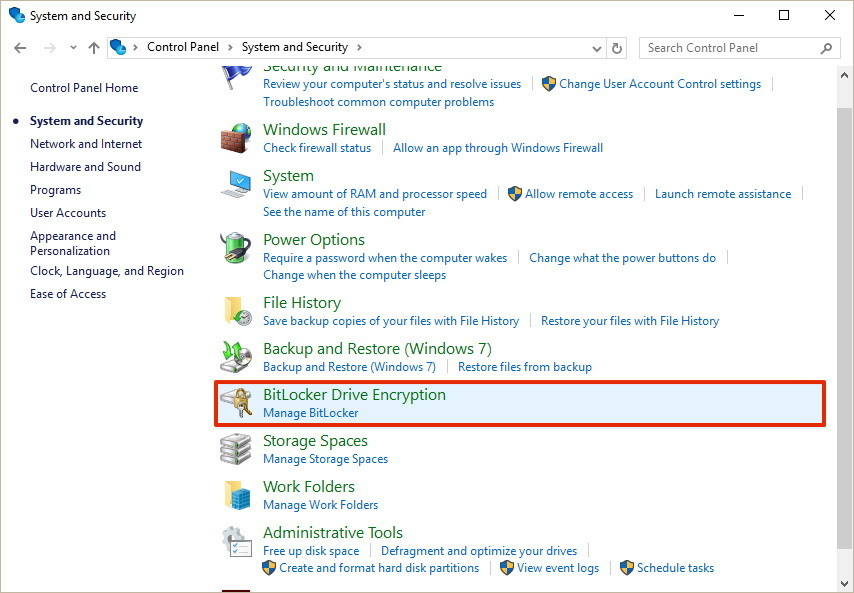 System and Security
Control Panel > System and Security >
Search Control Panel
Control Panel Home
System and Security
Network and Internet
Hardware and Sound
Programs
User Accounts
Appearance and
Personalization
Clock, Language, and Region
Ease of Access
Security and Maintenance
Review your computer's status and resolve issues | Change User Account Control settings
Troubleshoot common computer problems
Windows Firewall
Check firewall status | Allow an app through Windows Firewall
System
View amount of RAM and processor speed | Allow remote access | Launch remote assistance
See the name of this computer
Power Options
Require a password when the computer wakes | Change what the power buttons do
Change when the computer sleeps
File History
Save backup copies of your files with File History | Restore your files with File History
Backup and Restore (Windows 7)
Backup and Restore (Windows 7) | Restore files from backup
BitLocker Drive Encryption
Manage BitLocker
Storage Spaces
Manage Storage Spaces
Work Folders
Manage Work Folders
Administrative Tools
Free up disk space | Defragment and optimize your drives
Create and format hard disk partitions | View event logs | Schedule tasks